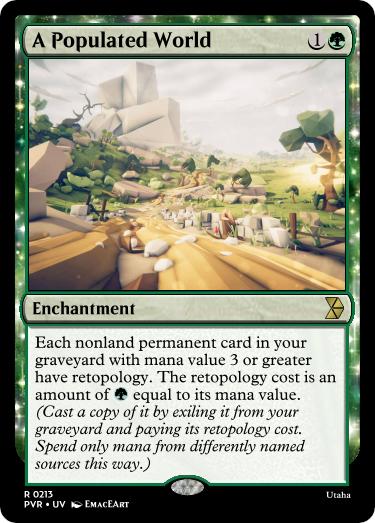 A Populated World 1
Enchantment
Each nonland permanent card in your
graveyard with mana value 3 or greater
have retopology. The retopology cost is an
amount of equal to its mana value.
(Cast a copy of it by exiling it from your
graveyard and paying its retopology cost.
Spend only mana from differently named
sources this way.)
R 0213 Utaha
PVR • UV EmaceArt